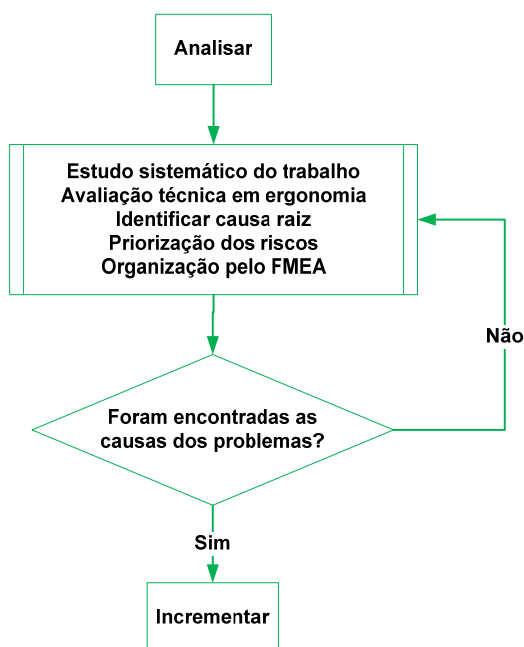 Analisar
Estudo sistemático do trabalho
Avaliação técnica em ergonomia
Identificar causa raiz
Priorização dos riscos
Organização pelo FMEA
Não
Foram encontradas as
causas dos problemas?
Sim
Incrementar